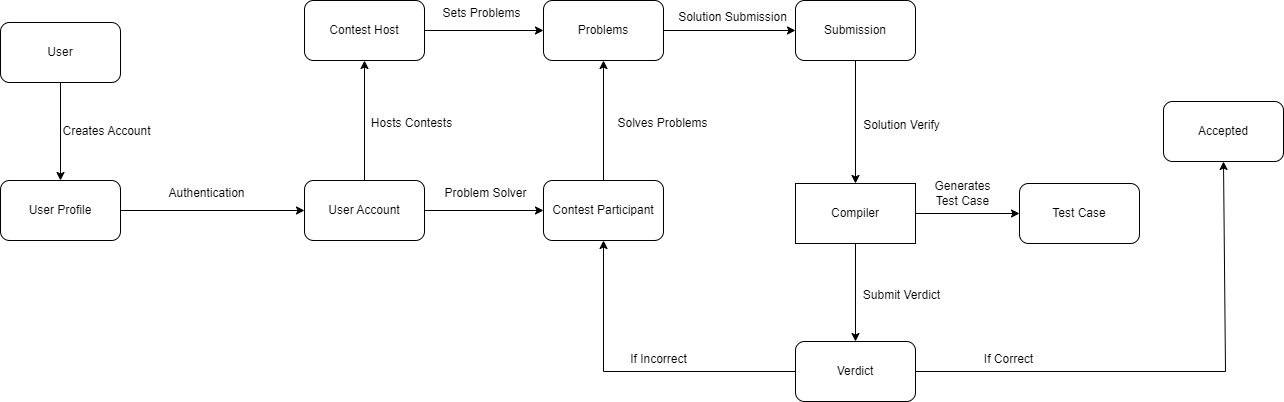 Contest Host
Sets Problems
Problems
Solution Submission
Submission
User
Creates Account
Hosts Contests
Solves Problems
Solution Verify
Accepted
User Profile
Authentication
User Account
Problem Solver
Contest Participant
Compiler
Generates
Test Case
Test Case
Submit Verdict
If Incorrect
Verdict
If Correct